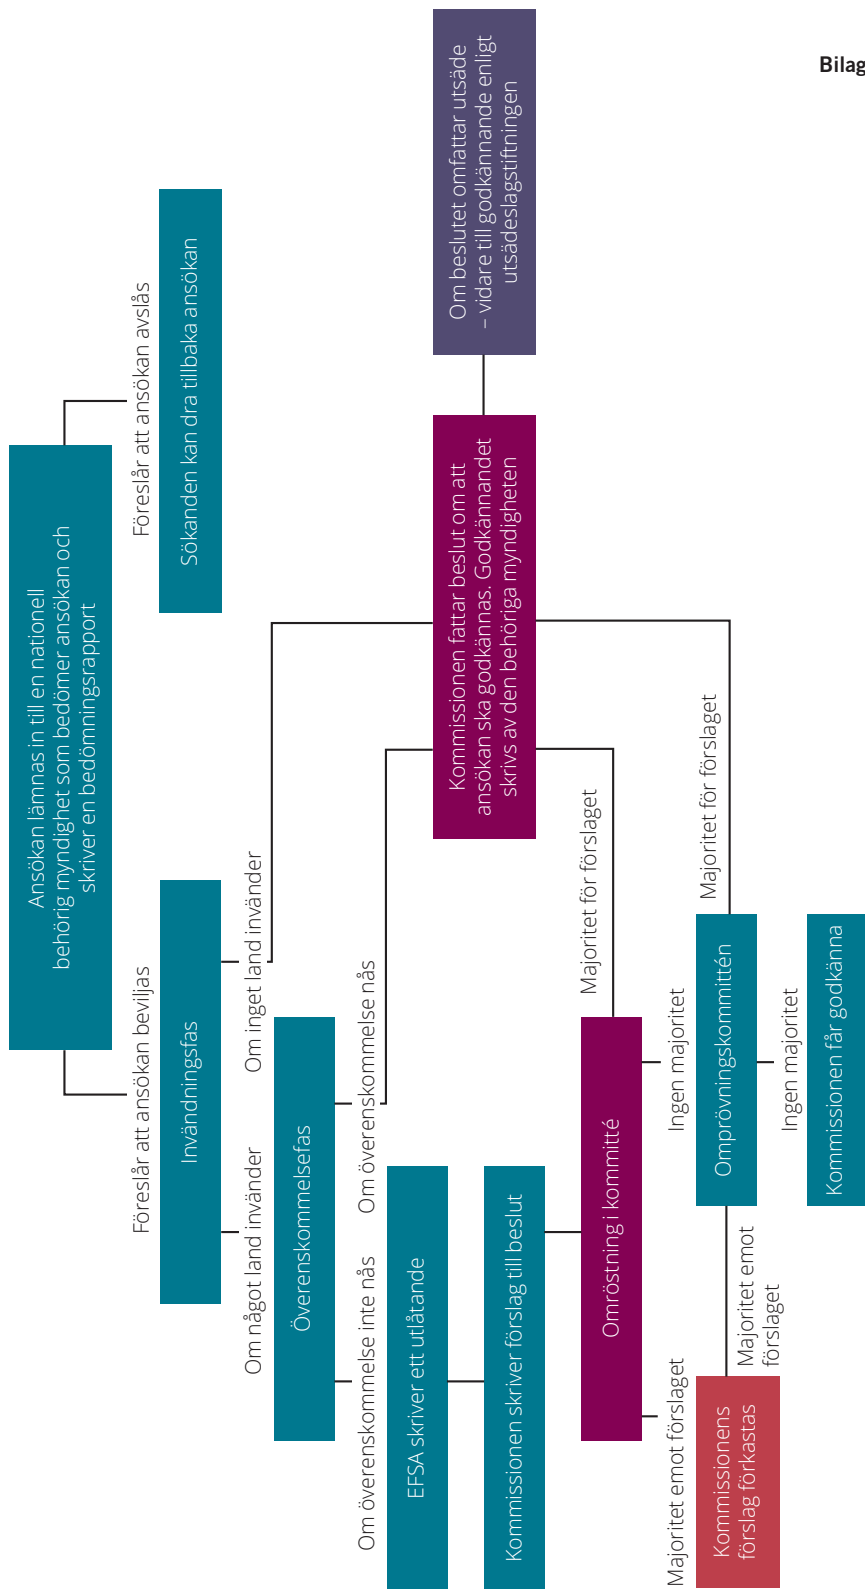 Bilag
Ansökan lämnas in till en nationell
behörig myndighet som bedömer ansökan och
skriver en bedömningsrapport
Föreslår att ansökan beviljas
Föreslår att ansökan avslås
Invändningsfas
Sökanden kan dra tillbaka ansökan
Om något land invänder
Om inget land invänder
Överenskommelsefas
Om överenskommelse inte nås
Om överenskommelse nås
EFSA skriver ett utlåtande
Kommissionen skriver förslag till beslut
Kommissionen fattar beslut om att
ansökan ska godkännas. Godkännandet
skrivs av den behöriga myndigheten
Om beslutet omfattar utsäde
– vidare till godkännande enligt
utsädeslagstiftningen
Omröstning i kommitté
Majoritet för förslaget
Majoritet emot förslaget
Ingen majoritet
Kommissionens
förslag förkastas
Majoritet emot
förslaget
Omprövningskommittén
Majoritet för förslaget
Ingen majoritet
Kommissionen får godkänna